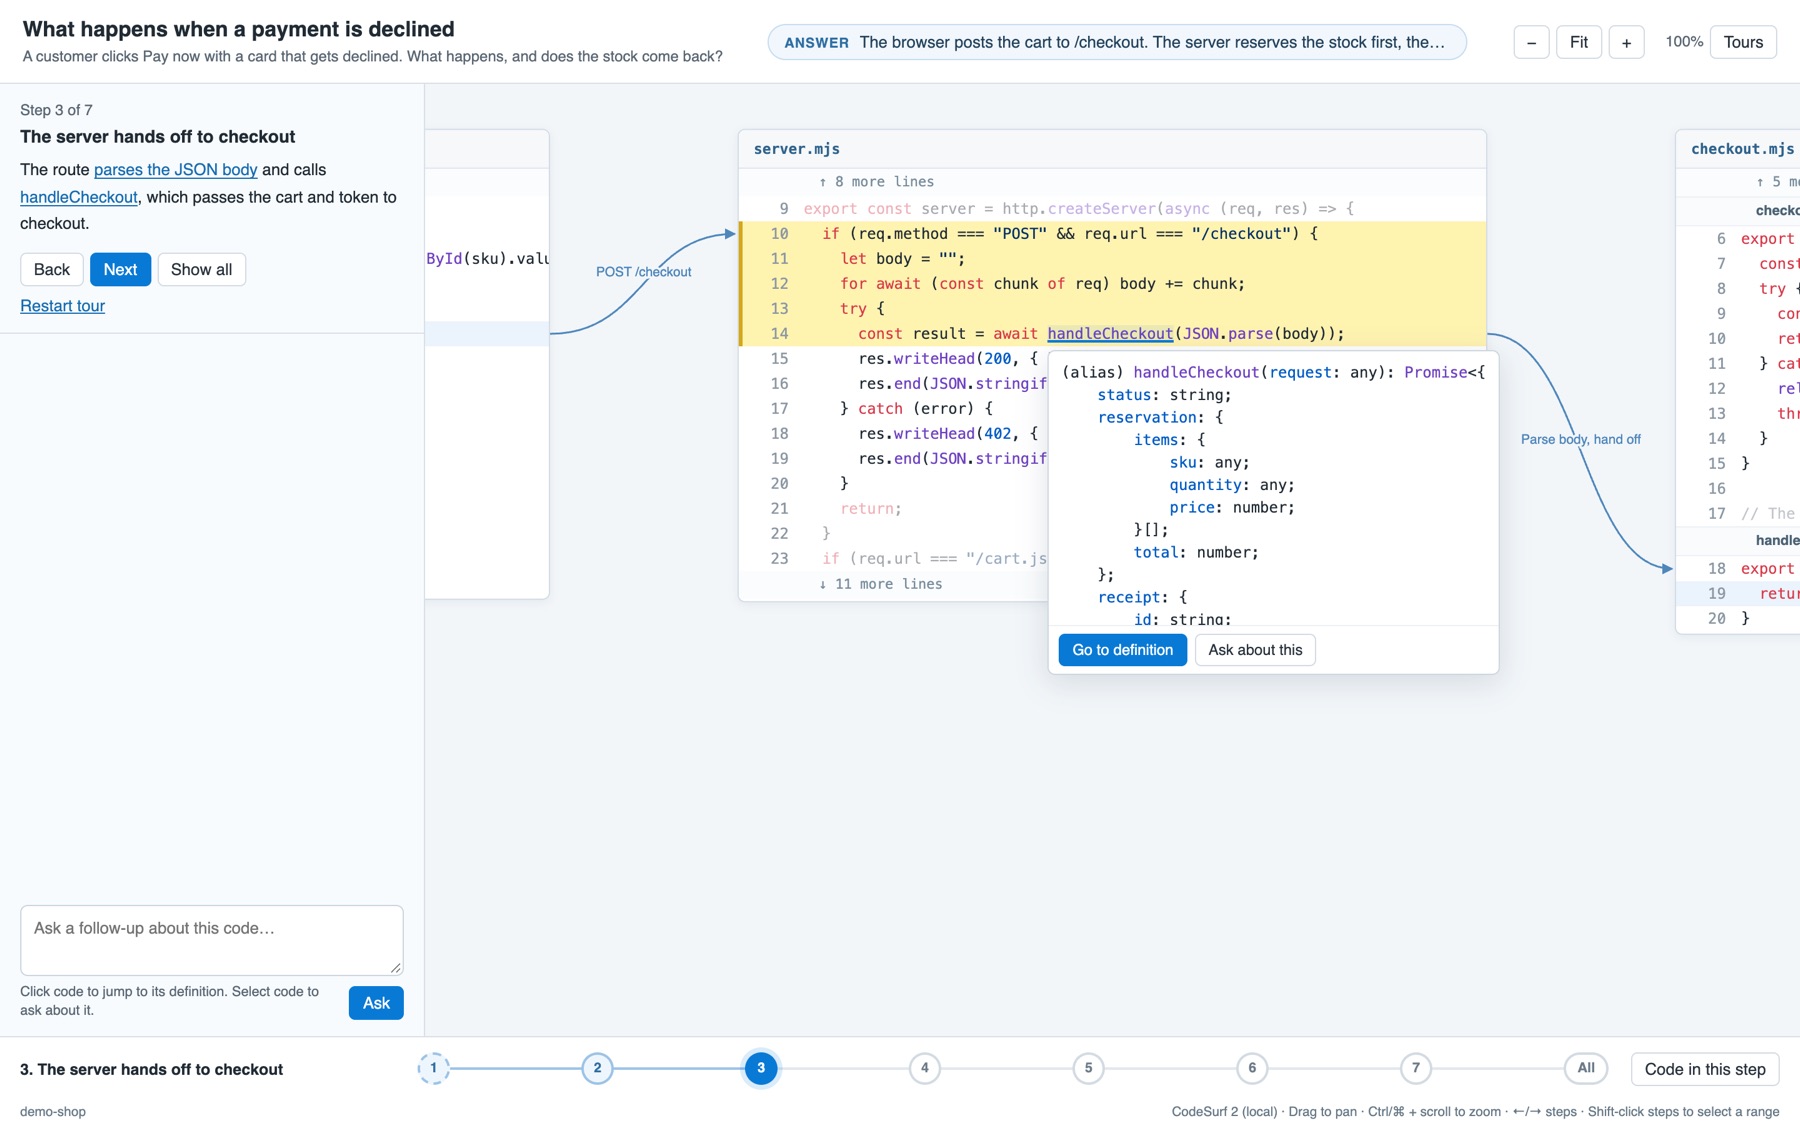 What happens when a payment is declined
A customer clicks Pay now with a card that gets declined. What happens, and does the stock come back?
ANSWER The browser posts the cart to /checkout. The server reserves the stock first, the…
−
Fit
+
100%
Tours
Step 3 of 7
The server hands off to checkout
The route parses the JSON body and calls
handleCheckout, which passes the cart and token to
checkout.
Back
Next
Show all
Restart tour
ById(sku).valu
POST /checkout
server.mjs
↑ 8 more lines
9 export const server = http.createServer(async (req, res) => {
10 if (req.method === "POST" && req.url === "/checkout") {
11 let body = "";
12 for await (const chunk of req) body += chunk;
13 try {
14 const result = await handleCheckout(JSON.parse(body));
15 res.writeHead(200, {
16 res.end(JSON.stringif
17 } catch (error) {
18 res.writeHead(402, {
19 res.end(JSON.stringif
20 }
21 return;
22 }
23 if (req.url === "/cart.js
↓ 11 more lines
(alias) handleCheckout(request: any): Promise<{
status: string;
reservation: {
items: {
sku: any;
quantity: any;
price: number;
}[];
total: number;
};
receipt: {
id: string;
Go to definition
Ask about this
Parse body, hand off
checkout.mjs
↑ 5 mo
checko
6 export
7 const
8 try {
9 con
10 ret
11 } cat
12 rel
13 thr
14 }
15 }
16
17 // The
handle
18 export
19 retur
20 }
Ask a follow-up about this code…
Click code to jump to its definition. Select code to
ask about it.
Ask
3. The server hands off to checkout
1
2
3
4
5
6
7
All
Code in this step
demo-shop
CodeSurf 2 (local) · Drag to pan · Ctrl/⌘ + scroll to zoom · ←/→ steps · Shift-click steps to select a range